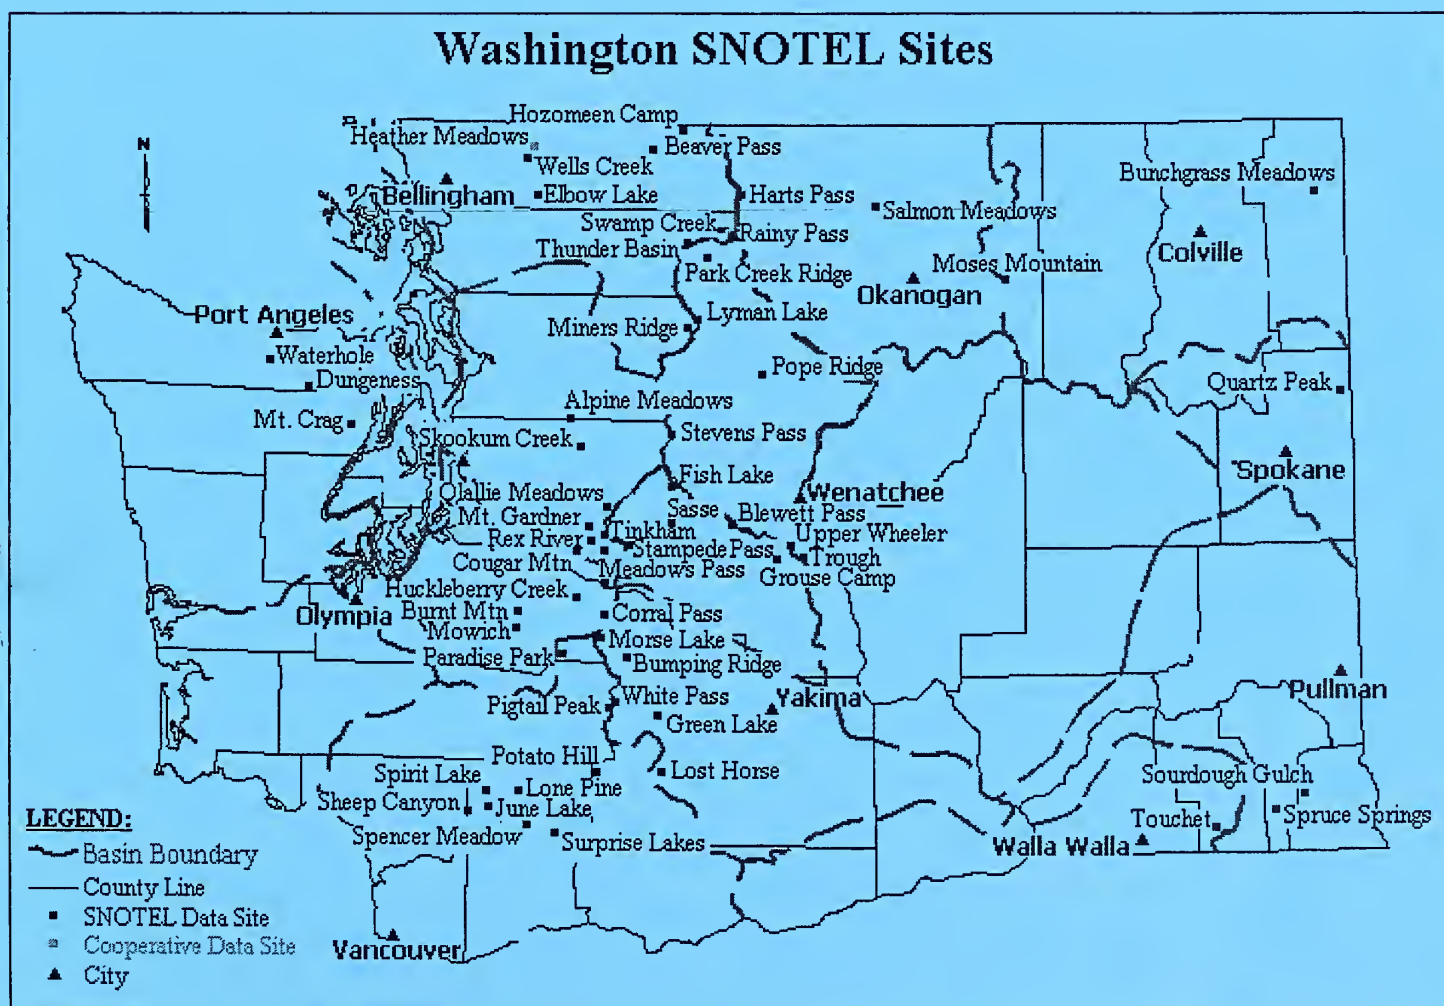 Washington SNOTEL Sites
N
Hozomeen Camp
Heather Meadows
Beaver Pass
Wells Creek
Bunchgrass Meadows
Bellingham
Elbow Lake
Harts Pass
Salmon Meadows
Swamp Creek
Rainy Pass
Thunder Basin
Colville
Park Creek Ridge
Moses Mountain
Okanogan
Port Angeles
Lyman Lake
Miners Ridge
Waterhole
Pope Ridge
Dungeness
Quartz Peak
Alpine Meadows
Mt. Crag
Skookum Creek
Stevens Pass
Fish Lake
Spokane
Olallie Meadows
Wenatchee
Sasse
Mt. Gardner
Blewett Pass
Tinkham
Rex River
Upper Wheeler
Stampede Pass
Trough
Cougar Mtn
Meadows Pass
Grouse Camp
Huckleberry Creek
Olympia
Burnt Mtn
Corral Pass
Mowich
Morse Lake
Paradise Park
Bumping Ridge
Pullman
White Pass
Yakima
Pigtail Peak
Green Lake
Potato Hill
Lost Horse
Spirit Lake
Sourdough Gulch
Lone Pine
Sheep Canyon
June Lake
Spruce Springs
Touchet
Spencer Meadow
Surprise Lakes
Walla Walla
Vancouver
LEGEND:
Basin Boundary
County Line
SNOTEL Data Site
Cooperative Data Site
City